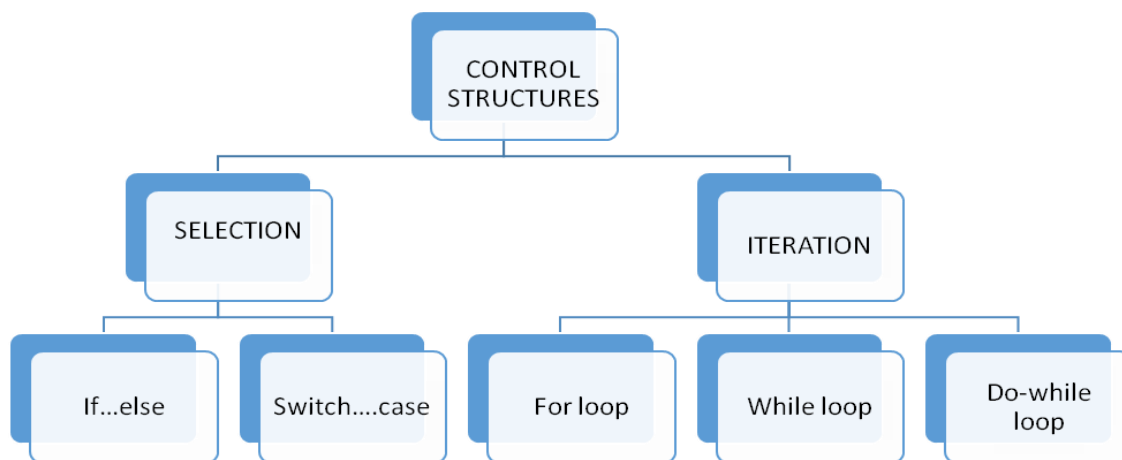 CONTROL
STRUCTURES
SELECTION
ITERATION
If...else
Switch....case
For loop
While loop
Do-while
loop